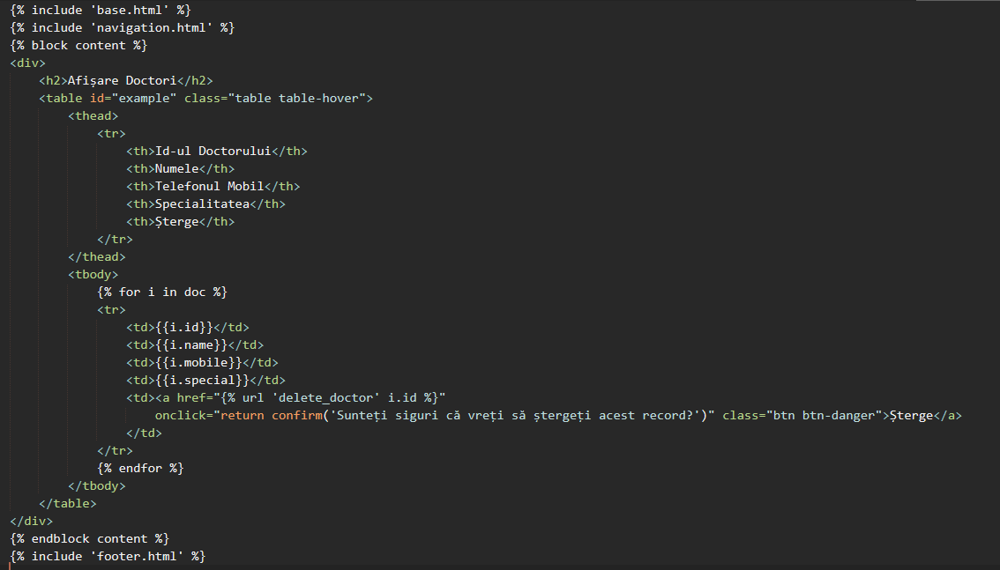 {% include 'base.html' %}
{% include 'navigation.html' %}
{% block content %}
<div>
    <h2>Afișare Doctori</h2>
    <table id="example" class="table table-hover">
        <thead>
            <tr>
                <th>Id-ul Doctorului</th>
                <th>Numele</th>
                <th>Telefonul Mobil</th>
                <th>Specialitatea</th>
                <th>Șterge</th>
            </tr>
        </thead>
        <tbody>
            {% for i in doc %}
            <tr>
                <td>{{i.id}}</td>
                <td>{{i.name}}</td>
                <td>{{i.mobile}}</td>
                <td>{{i.special}}</td>
                <td><a href="{% url 'delete_doctor' i.id %}"
                    onclick="return confirm('Sunteți siguri că vreți să ștergeți acest record?')" class="btn btn-danger">Șterge</a>
                </td>
            </tr>
            {% endfor %}
        </tbody>
    </table>
</div>
{% endblock content %}
{% include 'footer.html' %}